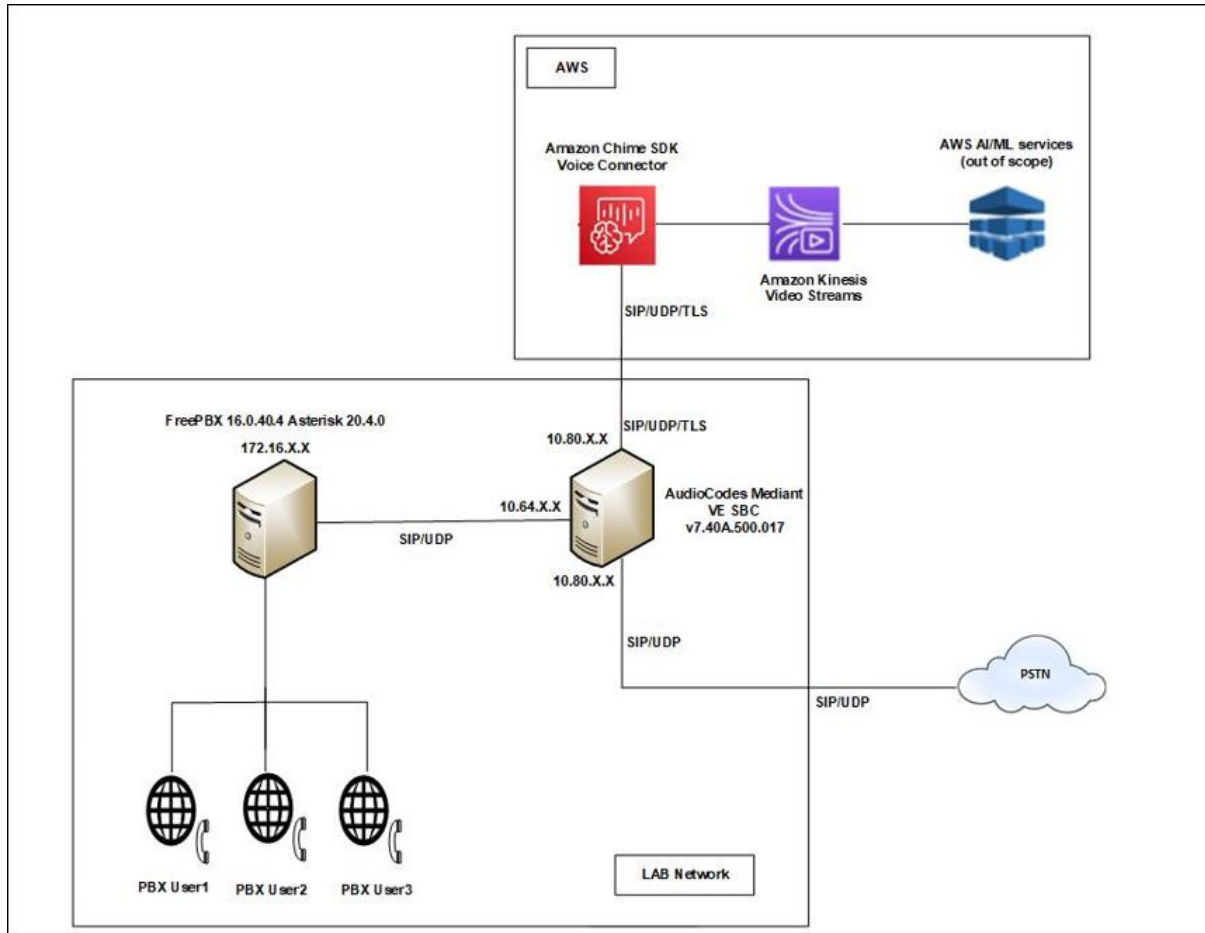 AWS
Amazon Chime SDK
Voice Connector
AWS AI/ML services
(out of scope)
Amazon Kinesis
Video Streams
SIP/UDP/TLS
FreePBX 16.0.40.4 Asterisk 20.4.0
172.16.X.X
10.80.X.X
SIP/UDP/TLS
10.64.X.X
AudioCodes Mediant
VE SBC
v7.40A.500.017
SIP/UDP
10.80.X.X
SIP/UDP
PSTN
SIP/UDP
PBX User1
PBX User2
PBX User3
LAB Network